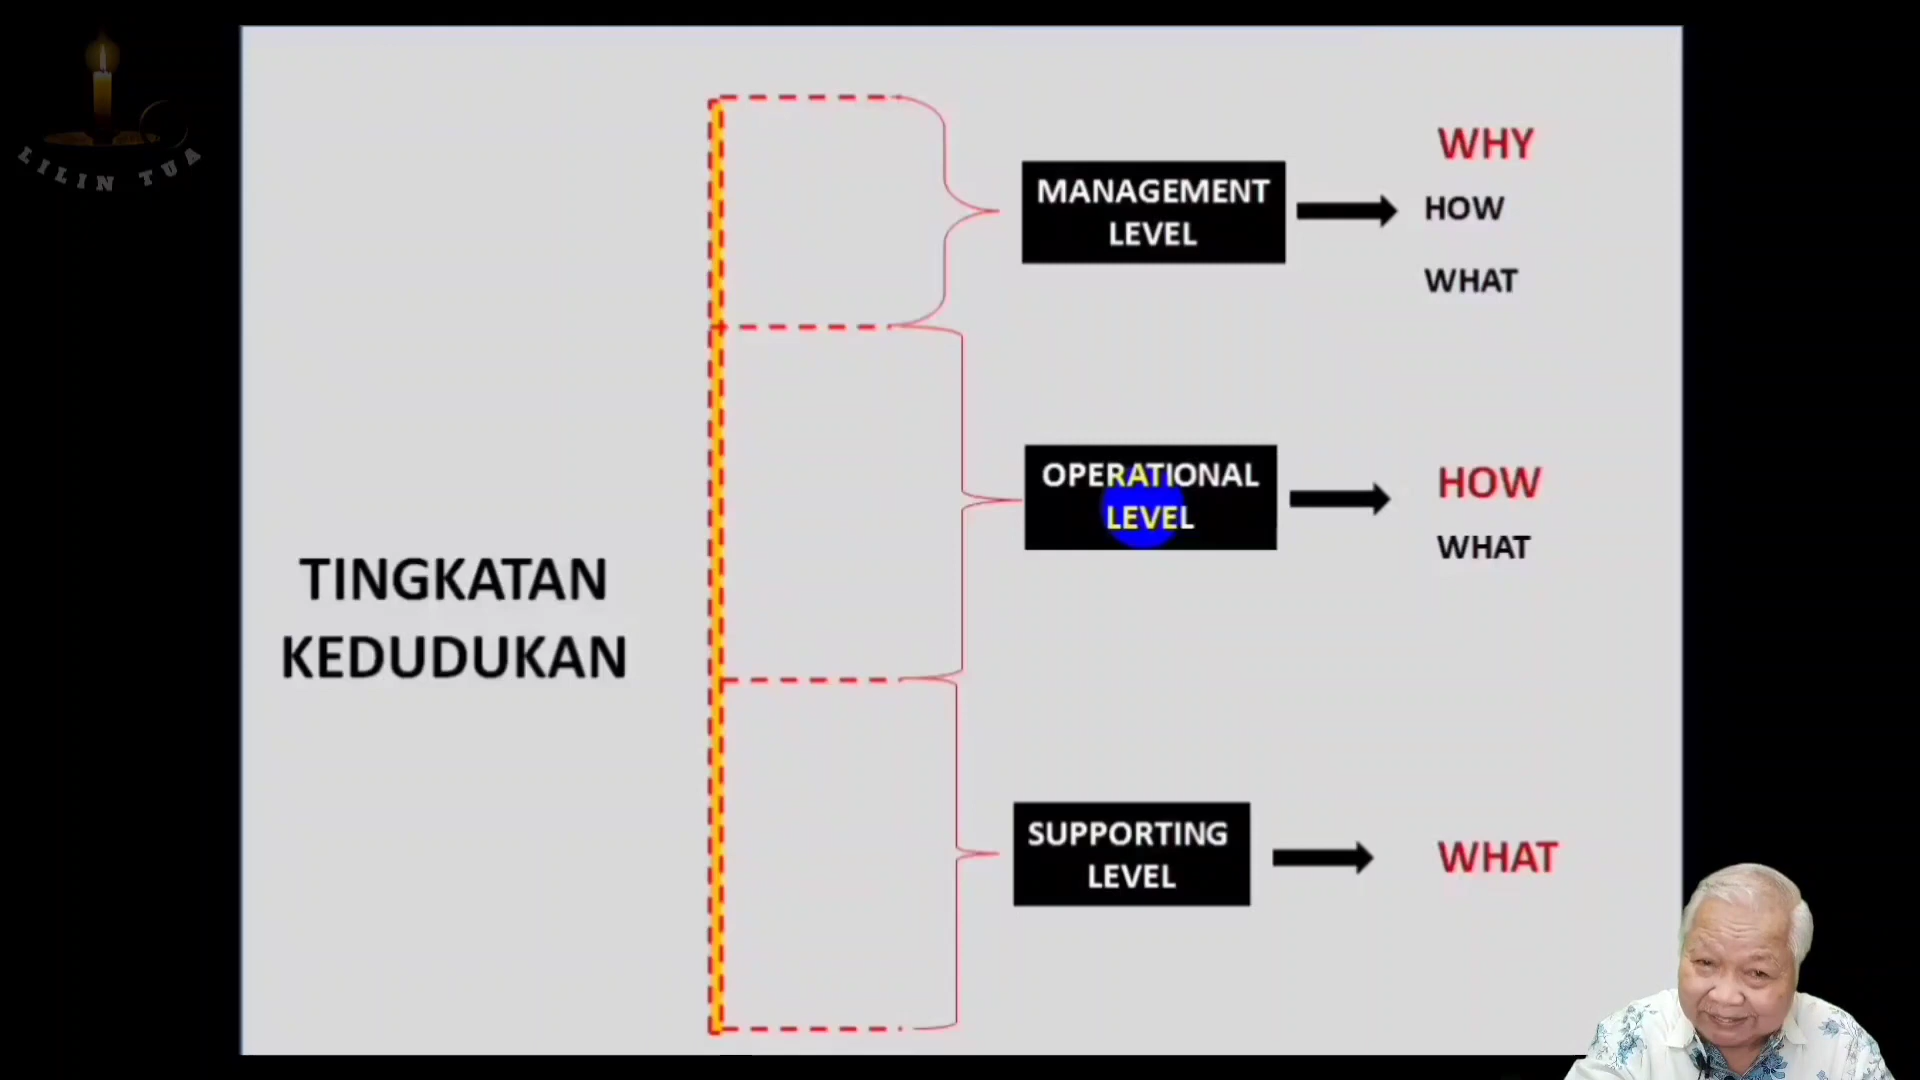 LILIN TUA
TINGKATAN
KEDUDUKAN
MANAGEMENT
LEVEL
WHY
HOW
WHAT
OPERATIONAL
LEVEL
HOW
WHAT
SUPPORTING
LEVEL
WHAT